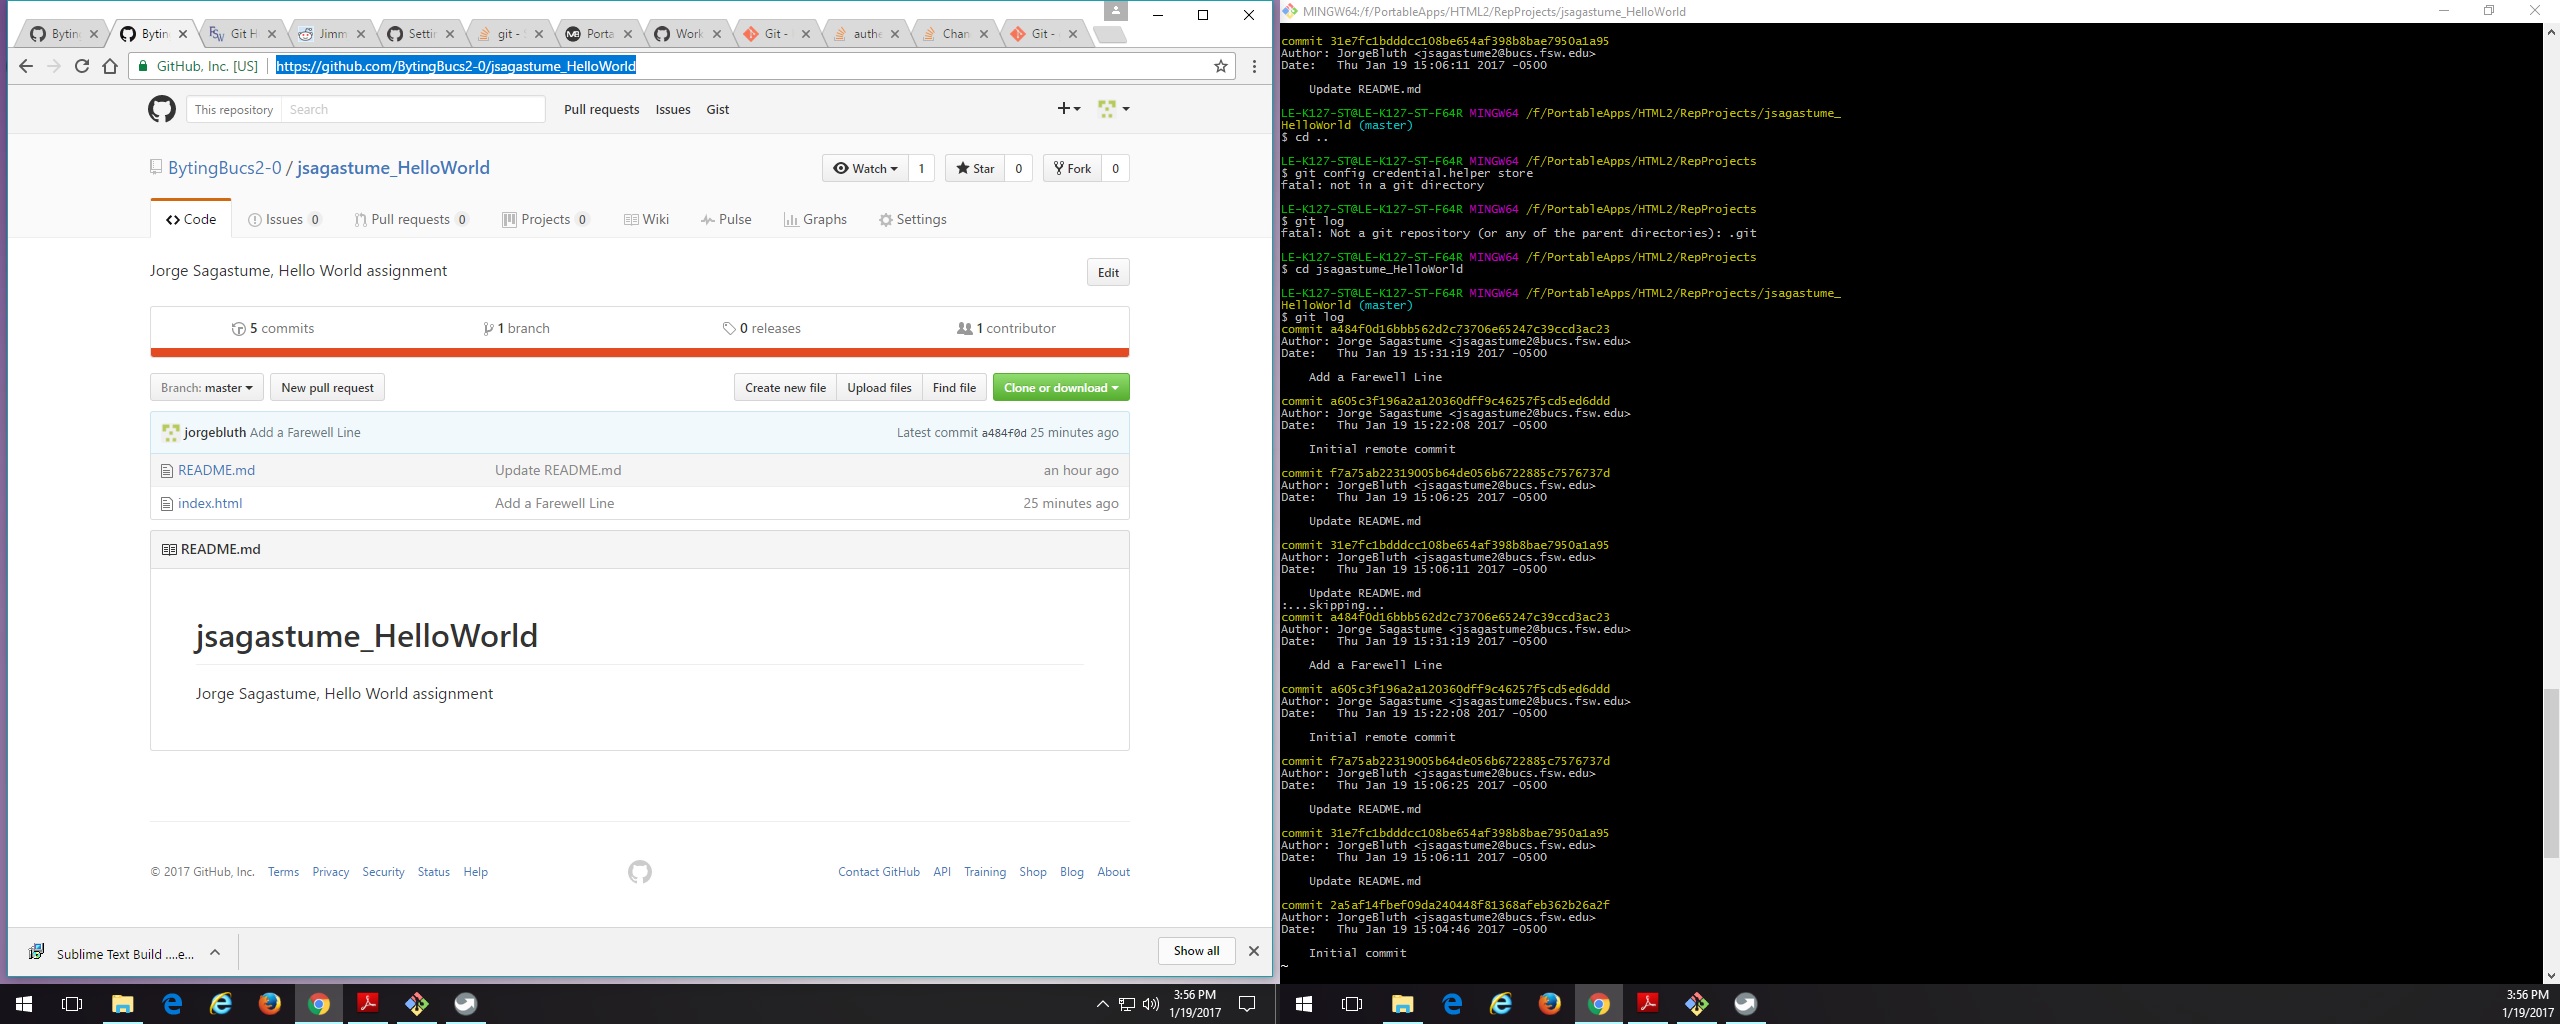 Bytin
Bytin
Git H
Jimm
Settin
git -
Porta
Work
Git -
authe
Chan
Git -
GitHub, Inc. [US]
https://github.com/BytingBucs2-0/jsagastume_HelloWorld
This repository
Search
Pull requests
Issues
Gist
BytingBucs2-0 / jsagastume_HelloWorld
Watch 1
Star 0
Fork 0
Code
Issues 0
Pull requests 0
Projects 0
Wiki
Pulse
Graphs
Settings
Jorge Sagastume, Hello World assignment
Edit
5 commits
1 branch
0 releases
1 contributor
Branch: master
New pull request
Create new file
Upload files
Find file
Clone or download
jorgebluth Add a Farewell Line
Latest commit a484f0d 25 minutes ago
README.md Update README.md an hour ago
index.html Add a Farewell Line 25 minutes ago
README.md
jsagastume_HelloWorld
Jorge Sagastume, Hello World assignment
© 2017 GitHub, Inc. Terms Privacy Security Status Help
Contact GitHub API Training Shop Blog About
Sublime Text Build ....e...
Show all
3:56 PM
1/19/2017
MINGW64:/f/PortableApps/HTML2/RepProjects/jsagastume_HelloWorld
commit 31e7fc1bdddcc108be654af398b8bae7950a1a95
Author: JorgeBluth <jsagastume2@bucs.fsw.edu>
Date:   Thu Jan 19 15:06:11 2017 -0500
Update README.md
LE-K127-ST@LE-K127-ST-F64R MINGW64 /f/PortableApps/HTML2/RepProjects/jsagastume_
HelloWorld (master)
$ cd ..
LE-K127-ST@LE-K127-ST-F64R MINGW64 /f/PortableApps/HTML2/RepProjects
$ git config credential.helper store
fatal: not in a git directory
LE-K127-ST@LE-K127-ST-F64R MINGW64 /f/PortableApps/HTML2/RepProjects
$ git log
fatal: Not a git repository (or any of the parent directories): .git
LE-K127-ST@LE-K127-ST-F64R MINGW64 /f/PortableApps/HTML2/RepProjects
$ cd jsagastume_HelloWorld
LE-K127-ST@LE-K127-ST-F64R MINGW64 /f/PortableApps/HTML2/RepProjects/jsagastume_
HelloWorld (master)
$ git log
commit a484f0d16bbb562d2c73706e65247c39ccd3ac23
Author: Jorge Sagastume <jsagastume2@bucs.fsw.edu>
Date:   Thu Jan 19 15:31:19 2017 -0500
Add a Farewell Line
commit a605c3f196a2a120360dff9c46257f5cd5ed6ddd
Author: Jorge Sagastume <jsagastume2@bucs.fsw.edu>
Date:   Thu Jan 19 15:22:08 2017 -0500
Initial remote commit
commit f7a75ab22319005b64de056b6722885c7576737d
Author: JorgeBluth <jsagastume2@bucs.fsw.edu>
Date:   Thu Jan 19 15:06:25 2017 -0500
Update README.md
commit 31e7fc1bdddcc108be654af398b8bae7950a1a95
Author: JorgeBluth <jsagastume2@bucs.fsw.edu>
Date:   Thu Jan 19 15:06:11 2017 -0500
Update README.md
:...skipping...
commit a484f0d16bbb562d2c73706e65247c39ccd3ac23
Author: Jorge Sagastume <jsagastume2@bucs.fsw.edu>
Date:   Thu Jan 19 15:31:19 2017 -0500
Add a Farewell Line
commit a605c3f196a2a120360dff9c46257f5cd5ed6ddd
Author: Jorge Sagastume <jsagastume2@bucs.fsw.edu>
Date:   Thu Jan 19 15:22:08 2017 -0500
Initial remote commit
commit f7a75ab22319005b64de056b6722885c7576737d
Author: JorgeBluth <jsagastume2@bucs.fsw.edu>
Date:   Thu Jan 19 15:06:25 2017 -0500
Update README.md
commit 31e7fc1bdddcc108be654af398b8bae7950a1a95
Author: JorgeBluth <jsagastume2@bucs.fsw.edu>
Date:   Thu Jan 19 15:06:11 2017 -0500
Update README.md
commit 2a5af14fbef09da240448f81368afeb362b26a2f
Author: JorgeBluth <jsagastume2@bucs.fsw.edu>
Date:   Thu Jan 19 15:04:46 2017 -0500
Initial commit
~
3:56 PM
1/19/2017